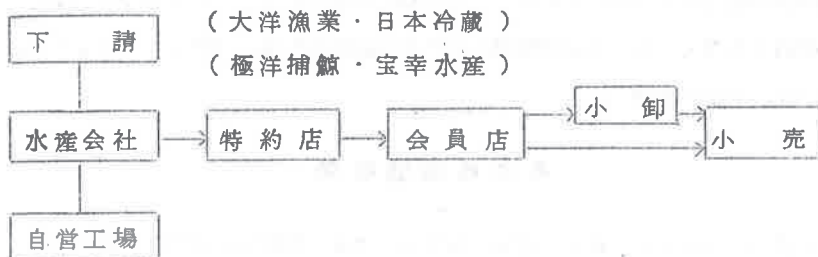 下請
(大洋漁業・日本冷蔵)
(極洋捕鯨・宝幸水産)
水産会社
特約店
会員店
小卸
小売
自営工場